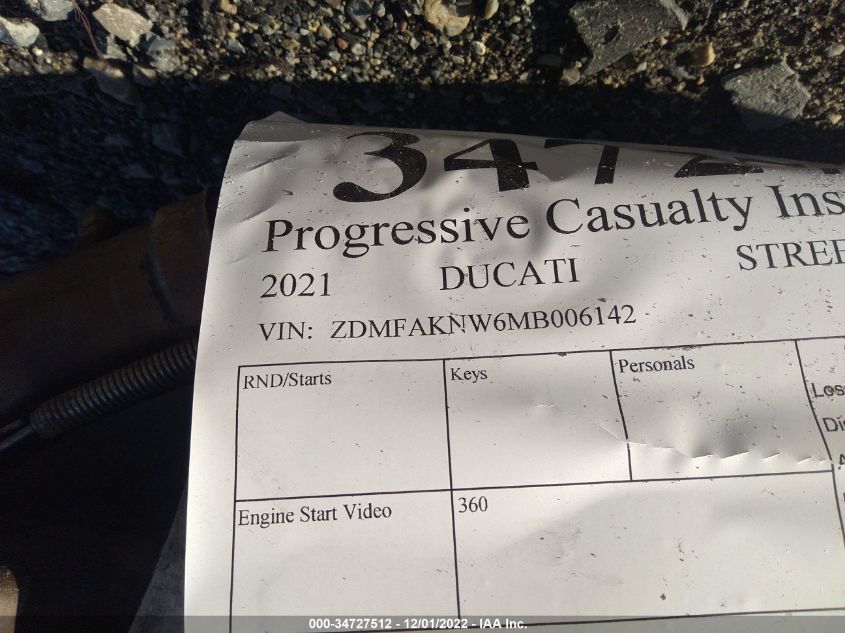 Progressive Casualty Ins
2021 DUCATI STREE
VIN: ZDMFAKNW6MB006142
RND/Starts Keys Personals
Engine Start Video 360
000-34727512 - 12/01/2022 - IAA Inc.